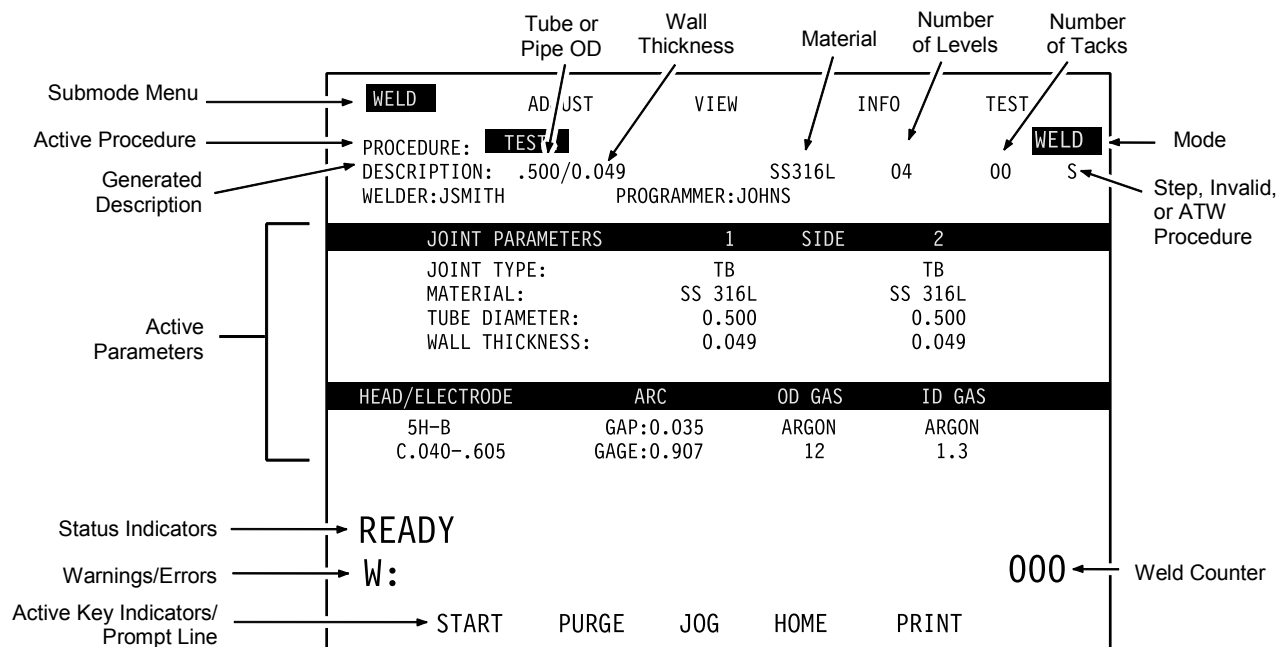 Tube or
Pipe OD
Wall
Thickness
Material
Number
of Levels
Number
of Tacks
Submode Menu
WELD ADJUST VIEW INFO TEST
Active Procedure
PROCEDURE: TEST
WELD
Mode
Generated
Description
DESCRIPTION: .500/0.049 SS316L 04 00 S
Step, Invalid,
or ATW
Procedure
WELDER:JSMITH PROGRAMMER:JOHNS
JOINT PARAMETERS 1 SIDE 2
JOINT TYPE: TB TB
MATERIAL: SS 316L SS 316L
TUBE DIAMETER: 0.500 0.500
WALL THICKNESS: 0.049 0.049
Active
Parameters
HEAD/ELECTRODE ARC OD GAS ID GAS
5H-B GAP:0.035 ARGON ARGON
C.040-.605 GAGE:0.907 12 1.3
Status Indicators
READY
Warnings/Errors
W:
000
Weld Counter
Active Key Indicators/
Prompt Line
START PURGE JOG HOME PRINT